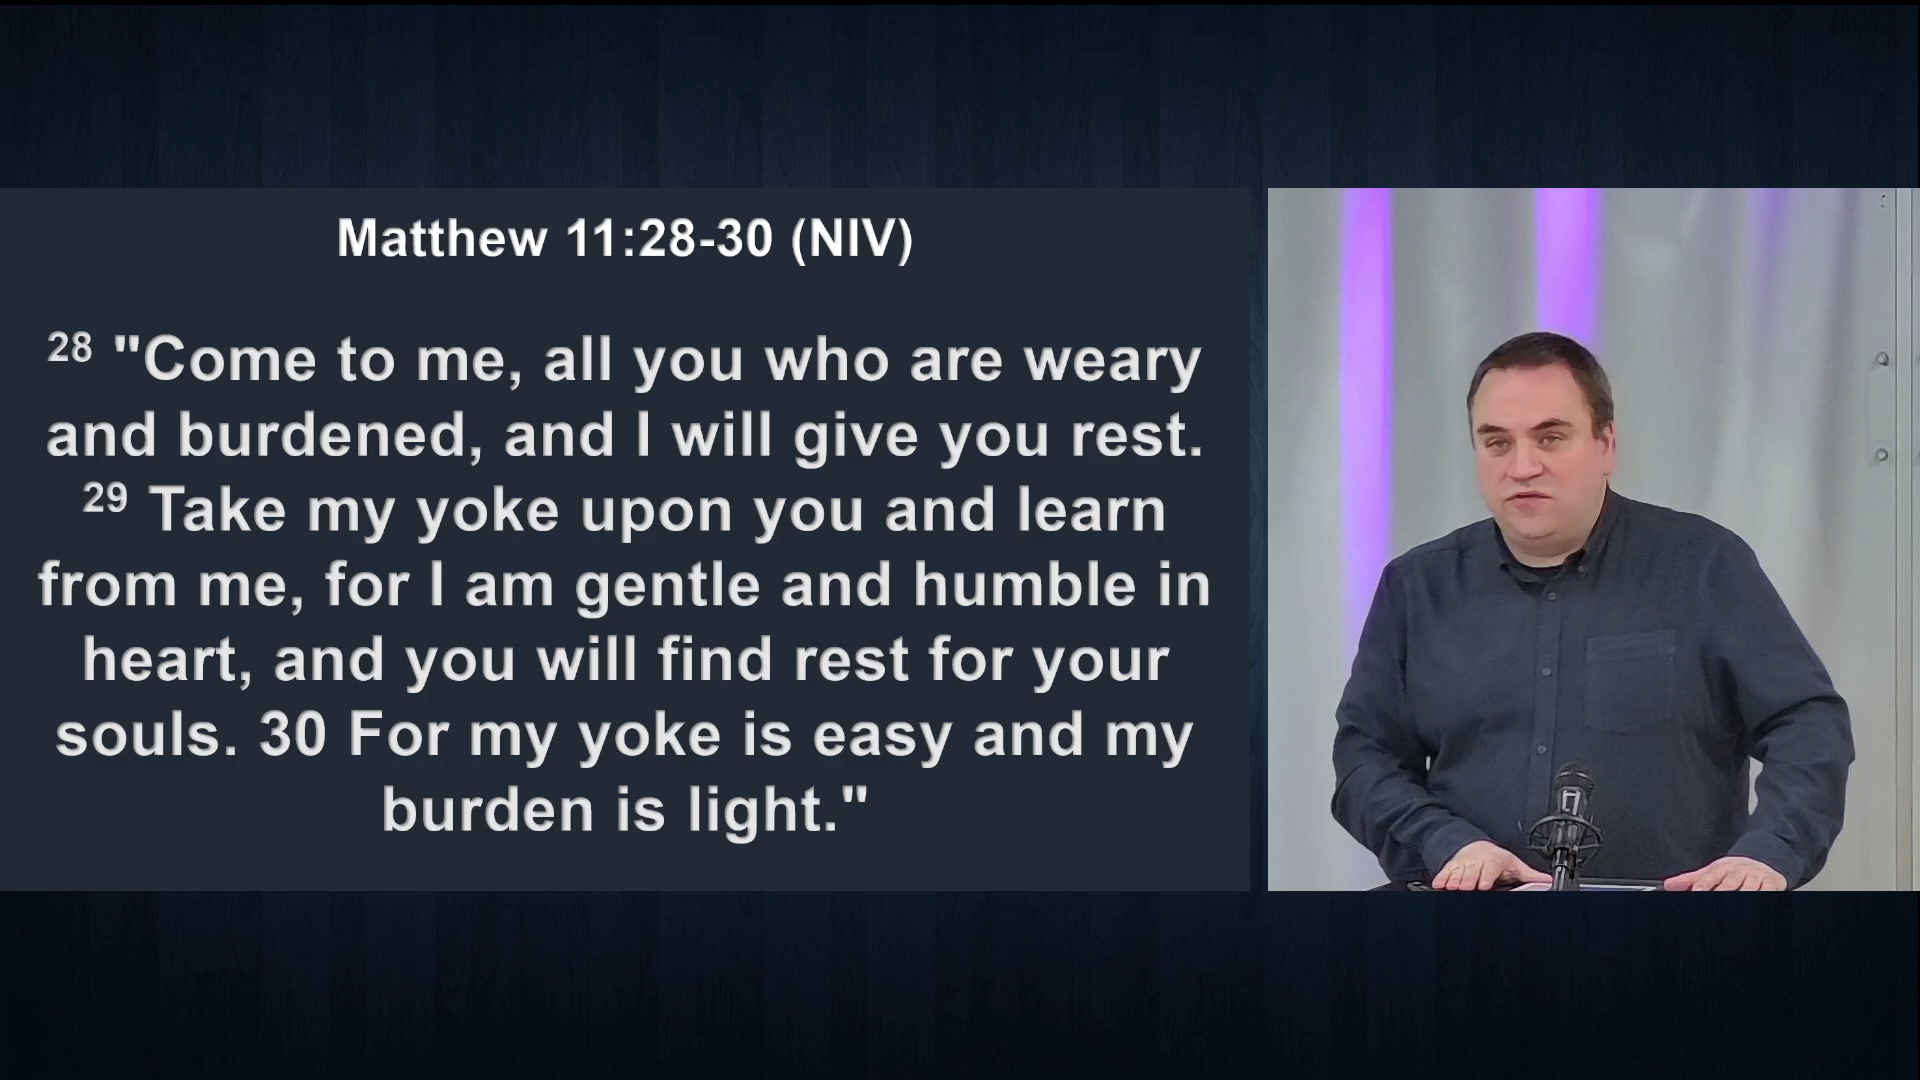 Matthew 11:28-30 (NIV)
28 "Come to me, all you who are weary
and burdened, and I will give you rest.
29 Take my yoke upon you and learn
from me, for I am gentle and humble in
heart, and you will find rest for your
souls. 30 For my yoke is easy and my
burden is light."